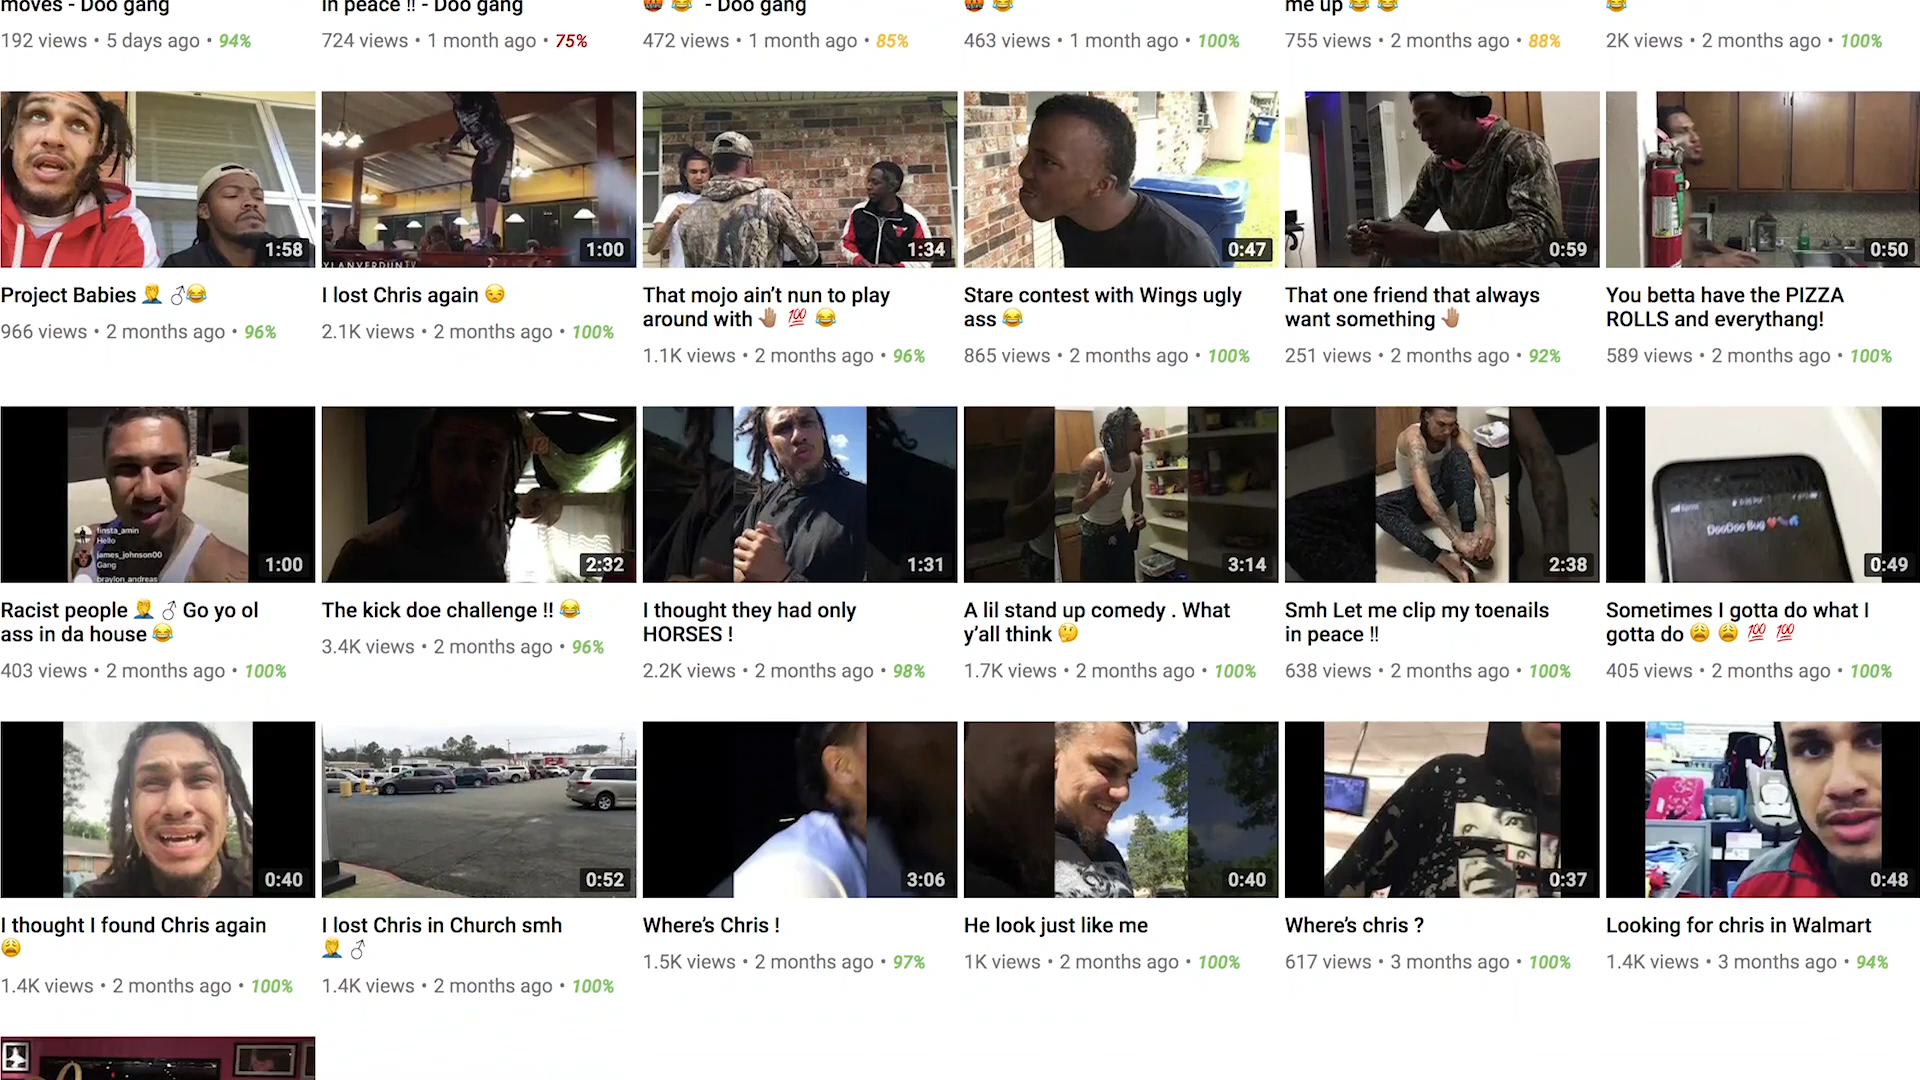 moves - Doo gang
in peace ‼ - Doo gang
🤬 😂 - Doo gang
🤬 😂
me up 😂 😂
😂
192 views • 5 days ago • 94%
724 views • 1 month ago • 75%
472 views • 1 month ago • 85%
463 views • 1 month ago • 100%
755 views • 2 months ago • 88%
2K views • 2 months ago • 100%
1:58
YLANVERDUNTV
1:00
1:34
0:47
0:59
0:50
Project Babies 🤦 ♂😂
966 views • 2 months ago • 96%
I lost Chris again 😒
2.1K views • 2 months ago • 100%
That mojo ain’t nun to play
around with 🤚🏽 💯 😂
1.1K views • 2 months ago • 96%
Stare contest with Wings ugly
ass 😂
865 views • 2 months ago • 100%
That one friend that always
want something 🤚🏽
251 views • 2 months ago • 92%
You betta have the PIZZA
ROLLS and everythang!
589 views • 2 months ago • 100%
finsta_amin
Hello
james_johnson00
Gang
braylon_andreas
1:00
2:32
1:31
3:14
2:38
DooDoo Bug
0:49
Racist people 🤦 ♂ Go yo ol
ass in da house 😂
403 views • 2 months ago • 100%
The kick doe challenge ‼ 😂
3.4K views • 2 months ago • 96%
I thought they had only
HORSES !
2.2K views • 2 months ago • 98%
A lil stand up comedy . What
y’all think 🤔
1.7K views • 2 months ago • 100%
Smh Let me clip my toenails
in peace ‼
638 views • 2 months ago • 100%
Sometimes I gotta do what I
gotta do 😩 😩 💯 💯
405 views • 2 months ago • 100%
0:40
0:52
3:06
0:40
0:37
0:48
I thought I found Chris again
😩
1.4K views • 2 months ago • 100%
I lost Chris in Church smh
🤦 ♂
1.4K views • 2 months ago • 100%
Where’s Chris !
1.5K views • 2 months ago • 97%
He look just like me
1K views • 2 months ago • 100%
Where’s chris ?
617 views • 3 months ago • 100%
Looking for chris in Walmart
1.4K views • 3 months ago • 94%